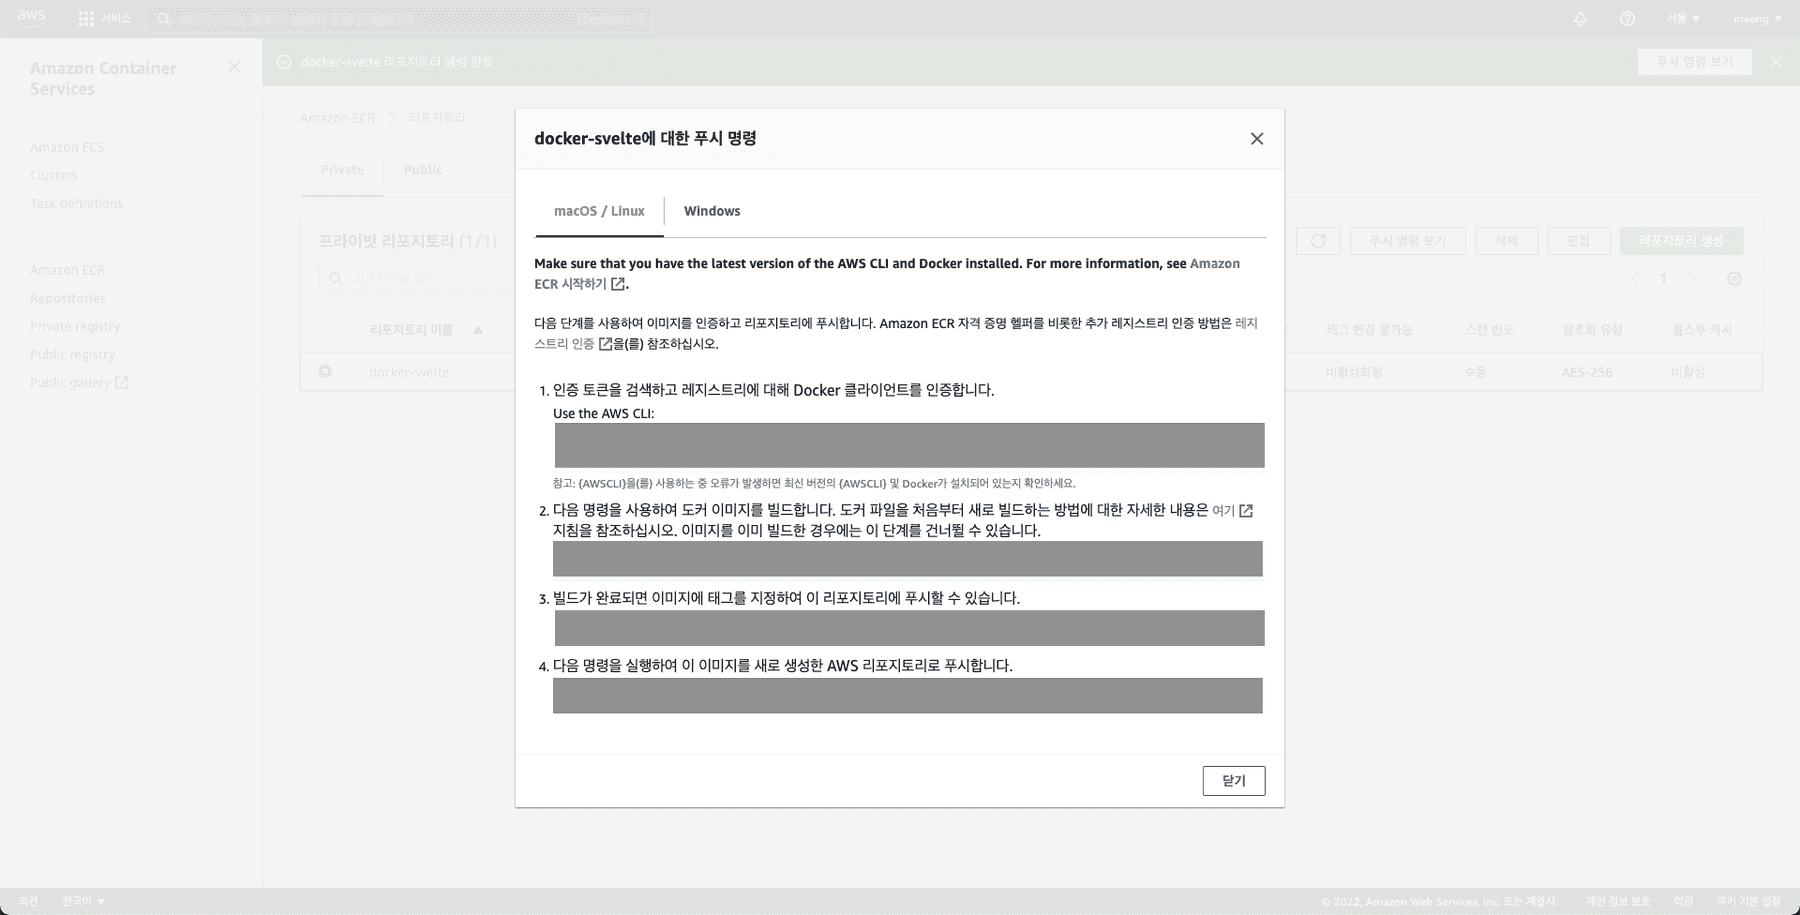 aws
서비스
[Option+S]
서울 ▼
maeng ▼
Amazon Container
Services
docker-svelte 리포지토리 생성 완료
푸시 명령 보기
Amazon ECR
리포지토리
Amazon ECS
Clusters
Task definitions
Amazon ECR
Repositories
Private registry
Public registry
Public gallery
Private
Public
프라이빗 리포지토리 (1/1)
푸시 명령 보기
삭제
편집
리포지토리 생성
리포지토리 찾기
1
리포지토리 이름 ▲
태그 변경 불가능
스캔 빈도
암호화 유형
풀스루 캐시
docker-svelte
비활성화됨
수동
AES-256
비활성
docker-svelte에 대한 푸시 명령
macOS / Linux
Windows
Make sure that you have the latest version of the AWS CLI and Docker installed. For more information, see Amazon
ECR 시작하기 .
다음 단계를 사용하여 이미지를 인증하고 리포지토리에 푸시합니다. Amazon ECR 자격 증명 헬퍼를 비롯한 추가 레지스트리 인증 방법은 레지
스트리 인증 을(를) 참조하십시오.
1. 인증 토큰을 검색하고 레지스트리에 대해 Docker 클라이언트를 인증합니다.
Use the AWS CLI:
참고: {AWSCLI}을(를) 사용하는 중 오류가 발생하면 최신 버전의 {AWSCLI} 및 Docker가 설치되어 있는지 확인하세요.
2. 다음 명령을 사용하여 도커 이미지를 빌드합니다. 도커 파일을 처음부터 새로 빌드하는 방법에 대한 자세한 내용은 여기
지침을 참조하십시오. 이미지를 이미 빌드한 경우에는 이 단계를 건너뛸 수 있습니다.
3. 빌드가 완료되면 이미지에 태그를 지정하여 이 리포지토리에 푸시할 수 있습니다.
4. 다음 명령을 실행하여 이 이미지를 새로 생성한 AWS 리포지토리로 푸시합니다.
닫기
의견
한국어 ▼
© 2022, Amazon Web Services, Inc. 또는 계열사.
개인 정보 보호
약관
쿠키 기본 설정